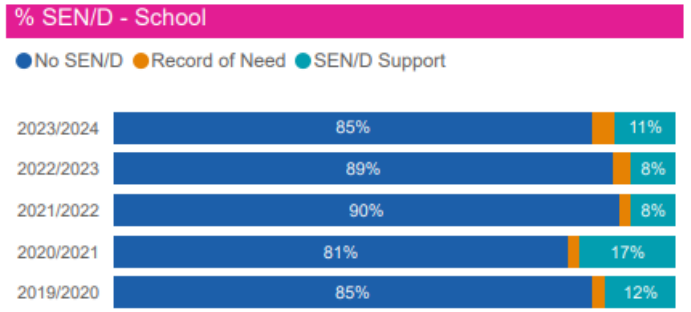 % SEN/D - School
No SEN/D Record of Need SEN/D Support
2023/2024 85% 11%
2022/2023 89% 8%
2021/2022 90% 8%
2020/2021 81% 17%
2019/2020 85% 12%